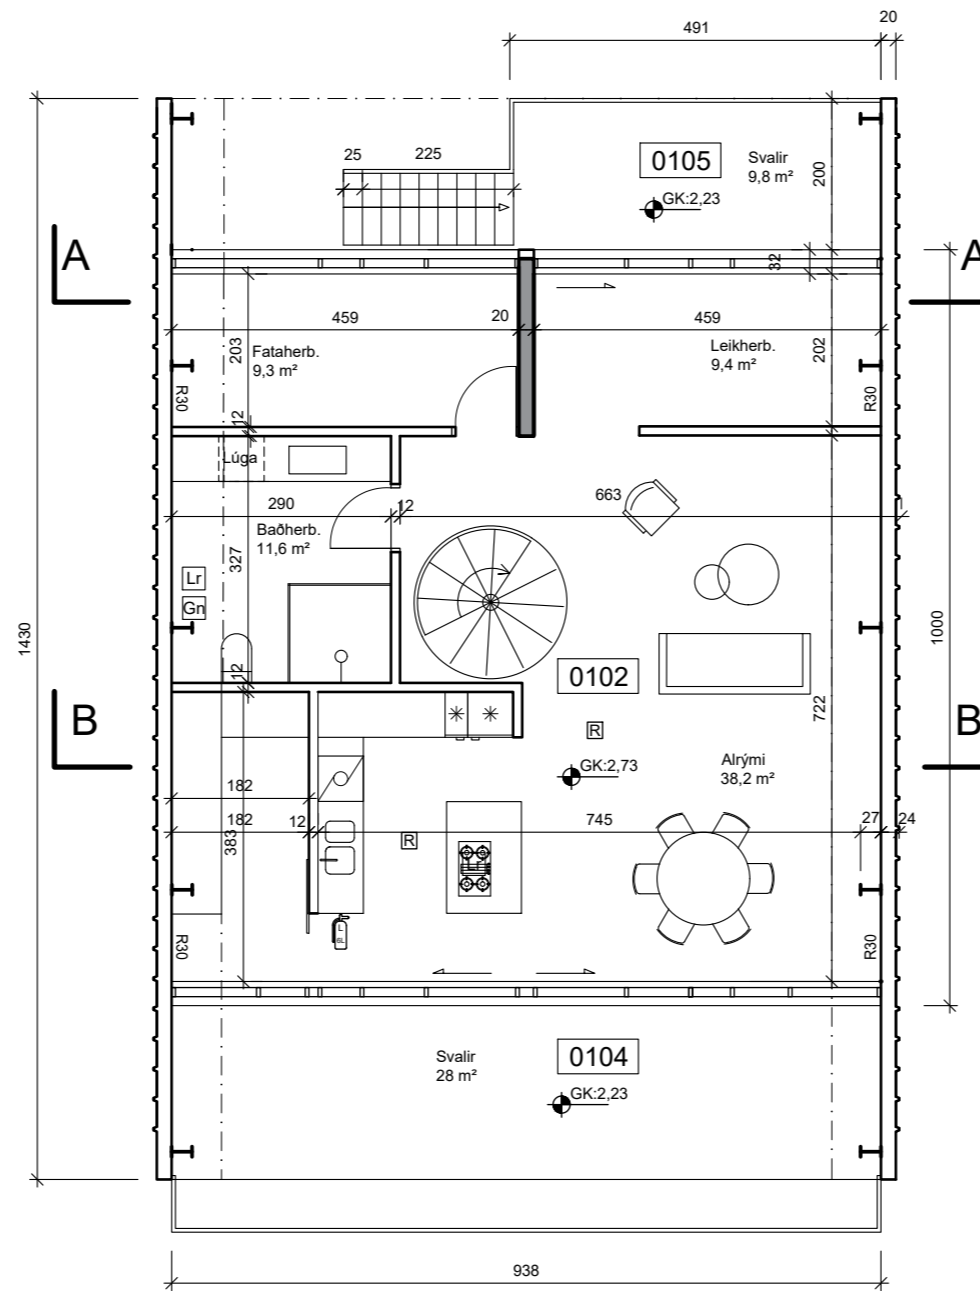 20
491
25
225
0105
Svalir
9,8 m²
200
GK:2,23
A
A
32
459
20
459
203
Fataherb.
9,3 m²
Leikherb.
9,4 m²
202
R30
R30
12
Lúga
290
12
663
Baðherb.
11,6 m²
327
Lr
Gn
1430
1000
12
0102
B
B
722
R
GK:2,73
Alrými
38,2 m²
182
182
12
745
27
24
383
R
Lr
L
6L
R30
R30
Svalir
28 m²
0104
GK:2,23
938